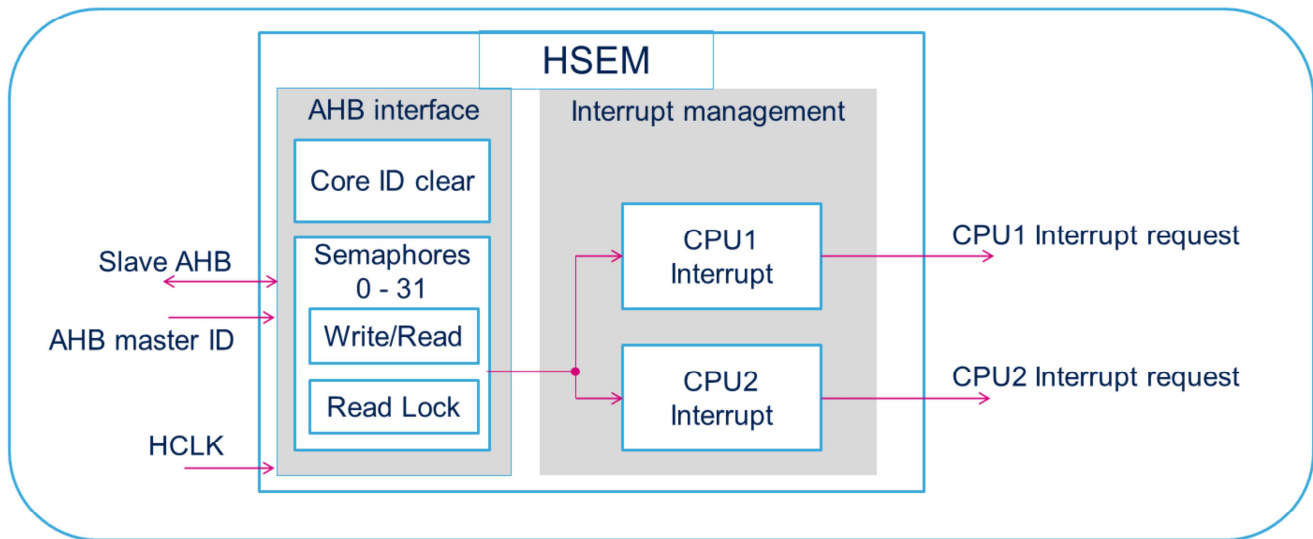 HSEM
AHB interface
Interrupt management
Core ID clear
Semaphores
0 - 31
Write/Read
Read Lock
Slave AHB
AHB master ID
HCLK
CPU1
Interrupt
CPU2
Interrupt
CPU1 Interrupt request
CPU2 Interrupt request